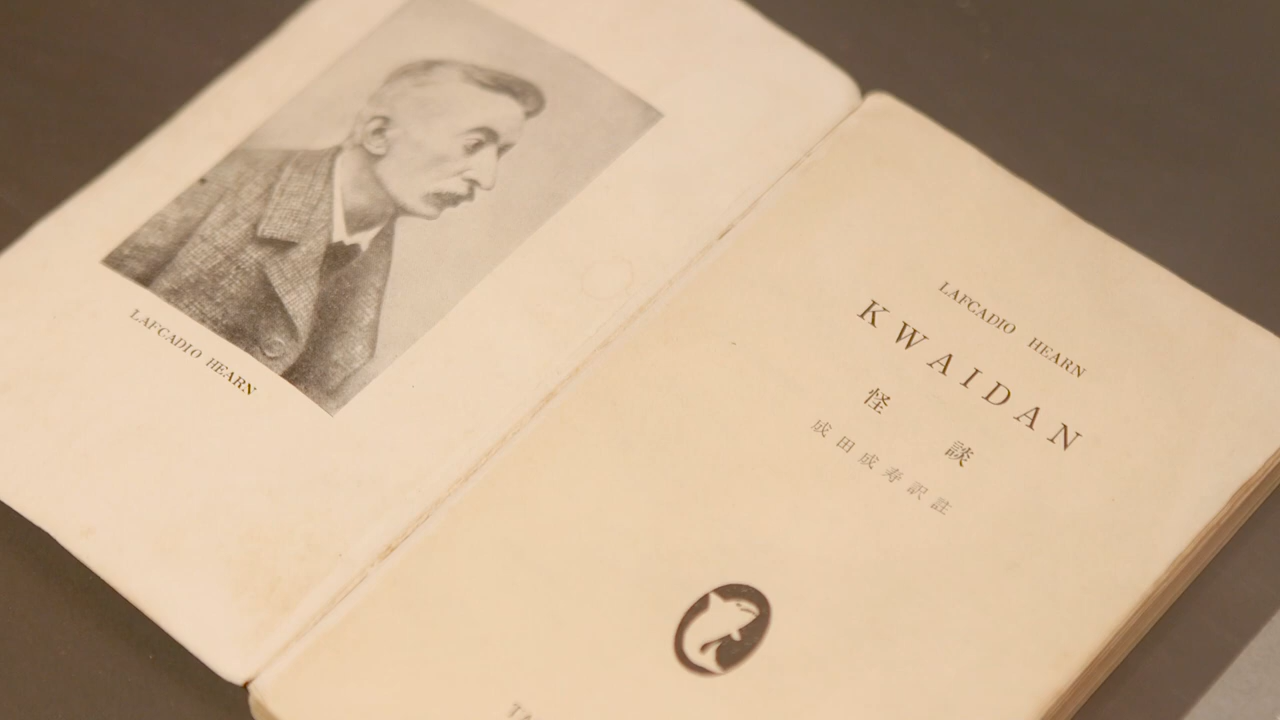 LAFCADIO HEARN
LAFCADIO HEARN
KWAIDAN
怪談
成田成寿訳註